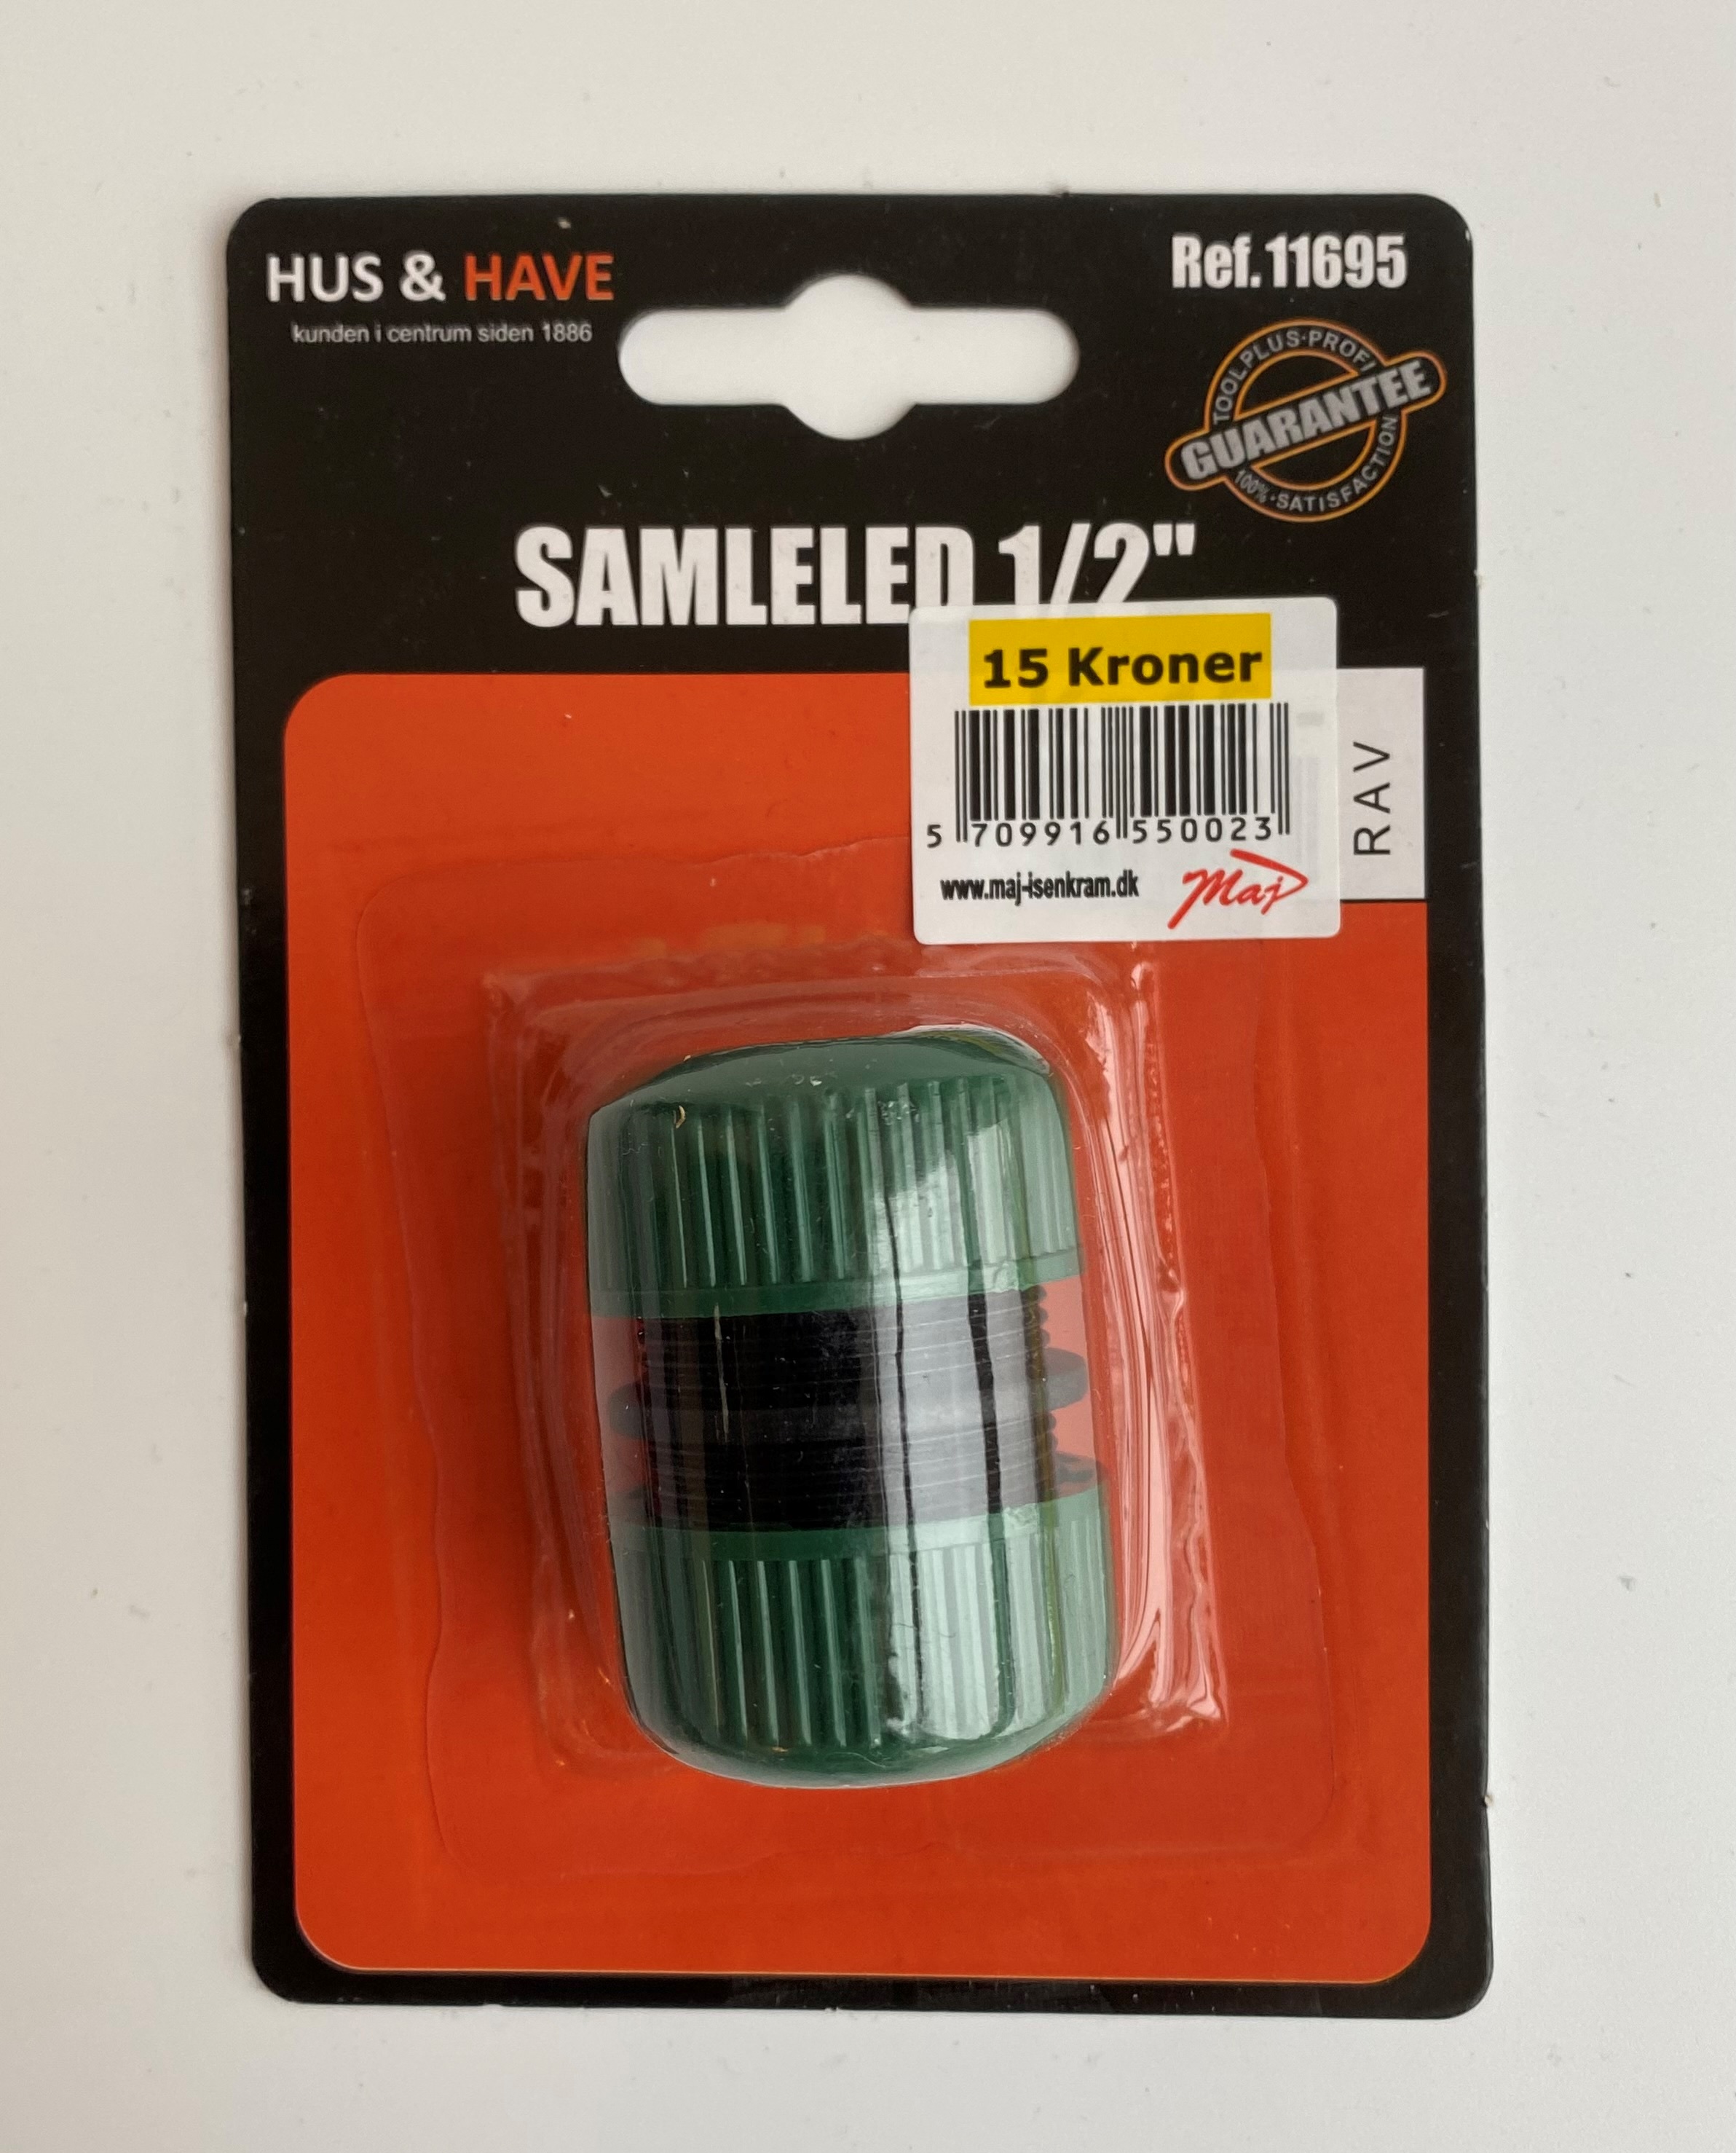 HUS & HAVE
kunden i centrum siden 1886
Ref.11695
TOOLPLUS·PROFI
GUARANTEE
100%·SATISFACTION
SAMLELED 1/2"
15 Kroner
5 709916 550023
www.maj-isenkram.dk
Maj
RAV